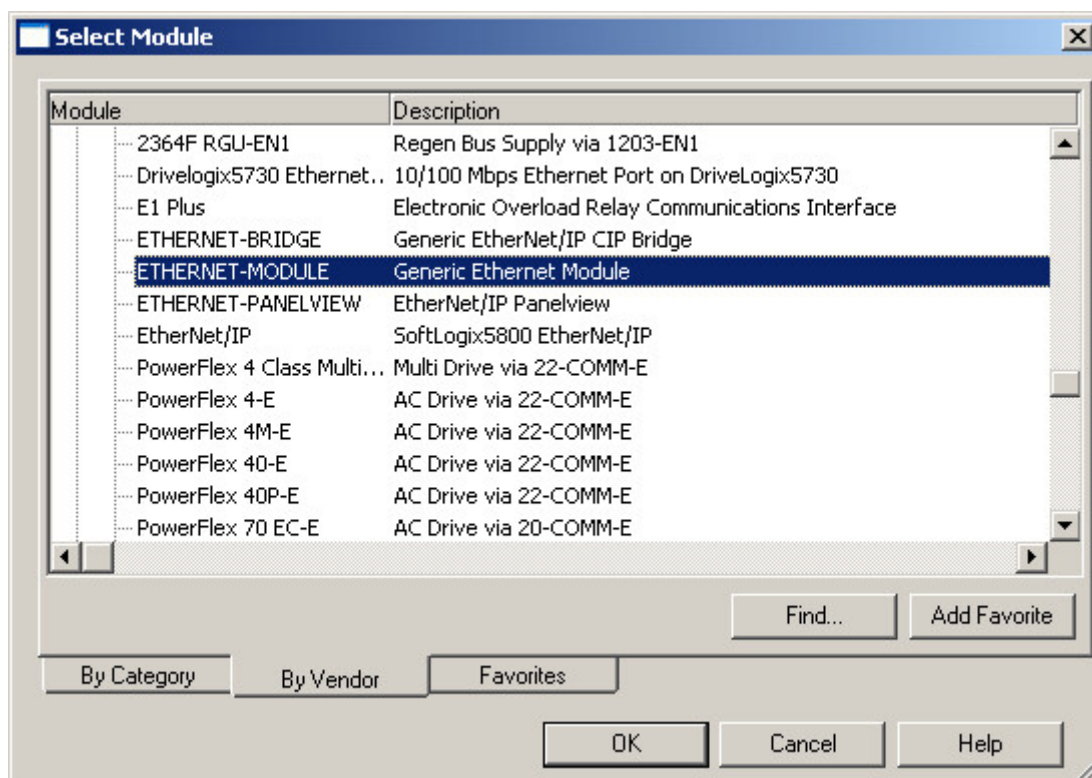 Select Module
Module Description
2364F RGU-EN1 Regen Bus Supply via 1203-EN1
Drivelogix5730 Ethernet.. 10/100 Mbps Ethernet Port on DriveLogix5730
E1 Plus Electronic Overload Relay Communications Interface
ETHERNET-BRIDGE Generic EtherNet/IP CIP Bridge
ETHERNET-MODULE Generic Ethernet Module
ETHERNET-PANELVIEW EtherNet/IP Panelview
EtherNet/IP SoftLogix5800 EtherNet/IP
PowerFlex 4 Class Multi... Multi Drive via 22-COMM-E
PowerFlex 4-E AC Drive via 22-COMM-E
PowerFlex 4M-E AC Drive via 22-COMM-E
PowerFlex 40-E AC Drive via 22-COMM-E
PowerFlex 40P-E AC Drive via 22-COMM-E
PowerFlex 70 EC-E AC Drive via 20-COMM-E
Find... Add Favorite
By Category By Vendor Favorites
OK Cancel Help